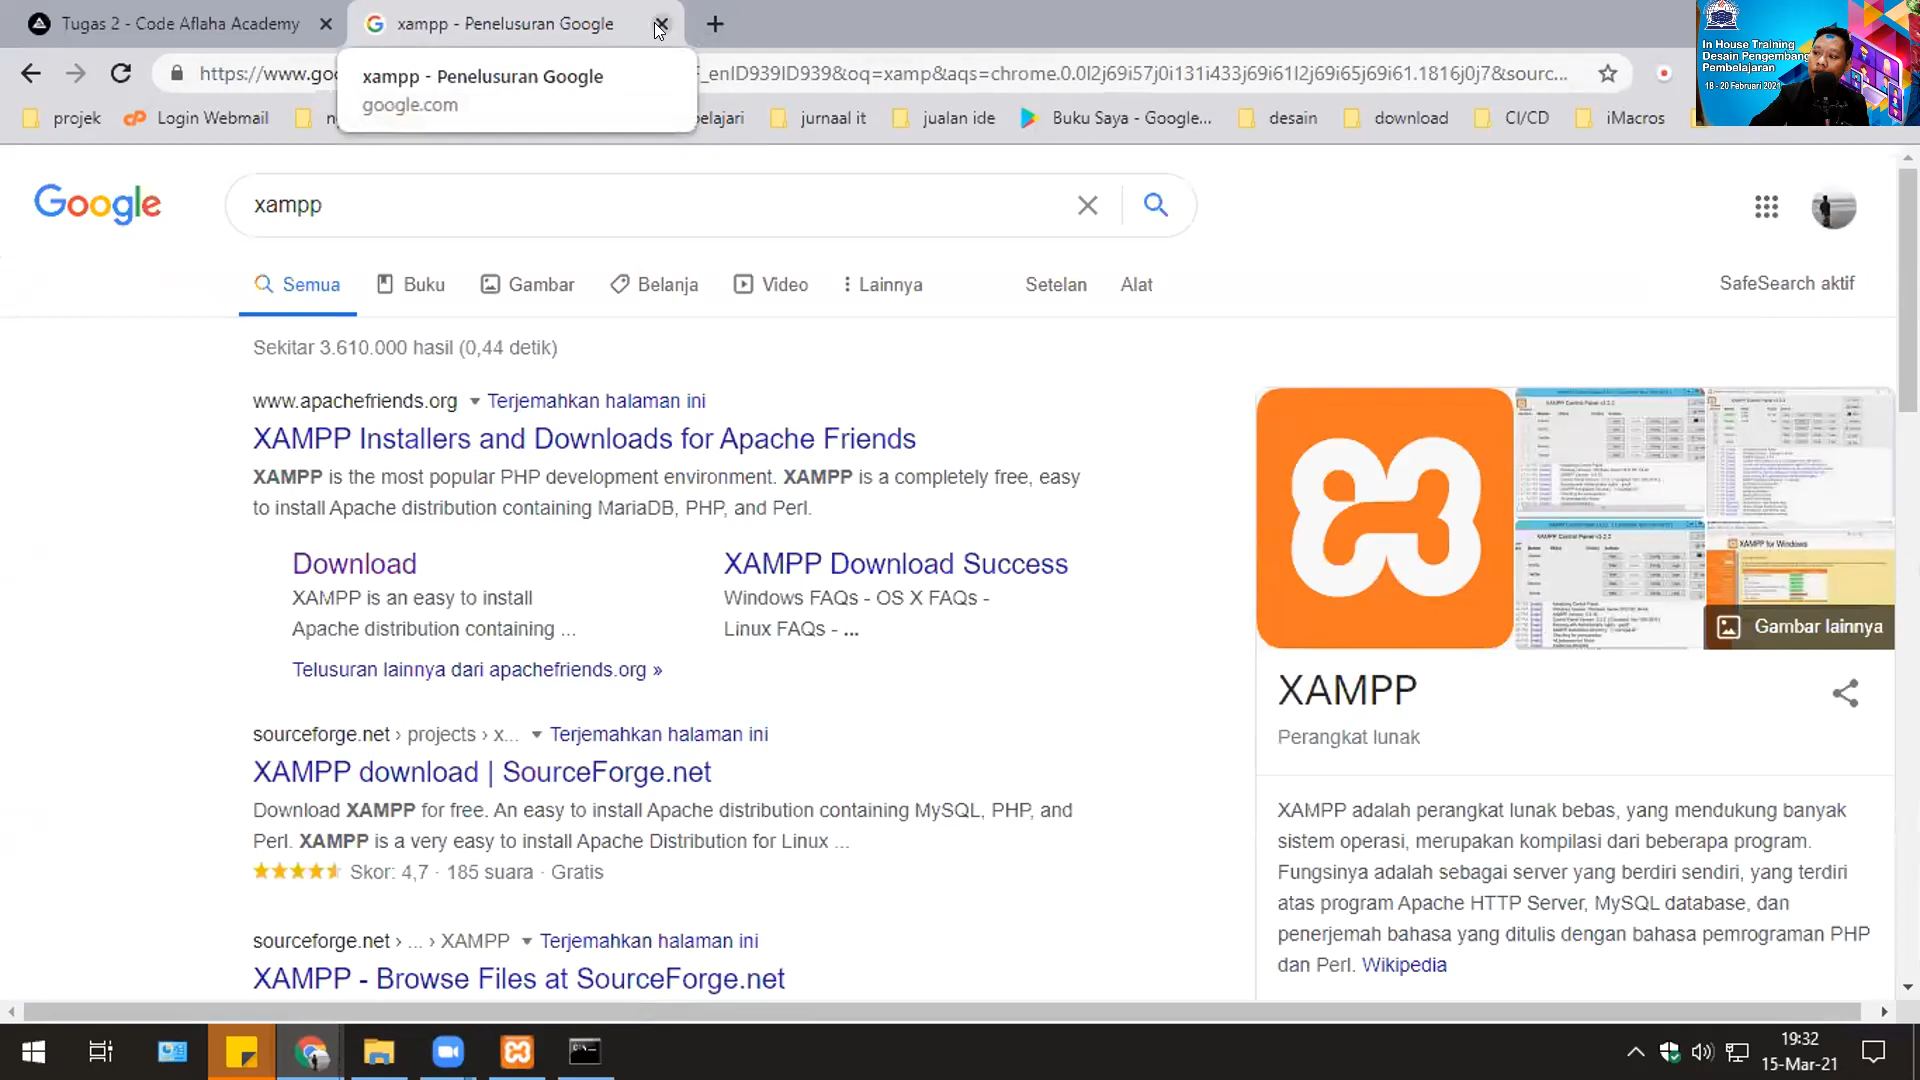 Tugas 2 - Code Aflaha Academy
xampp - Penelusuran Google
In House Training
Desain Pengembang
Pembelajaran
18 - 20 Februari 2021
https://www.goo
_enID939ID939&oq=xamp&aqs=chrome.0.0l2j69i57j0i131i433j69i61l2j69i65j69i61.1816j0j7&sourc...
xampp - Penelusuran Google
google.com
projek
Login Webmail
elajari
jurnaal it
jualan ide
Buku Saya - Google...
desain
download
CI/CD
iMacros
Google
xampp
Semua
Buku
Gambar
Belanja
Video
Lainnya
Setelan
Alat
SafeSearch aktif
Sekitar 3.610.000 hasil (0,44 detik)
www.apachefriends.org Terjemahkan halaman ini
XAMPP Installers and Downloads for Apache Friends
XAMPP is the most popular PHP development environment. XAMPP is a completely free, easy
to install Apache distribution containing MariaDB, PHP, and Perl.
Download
XAMPP is an easy to install
Apache distribution containing ...
XAMPP Download Success
Windows FAQs - OS X FAQs -
Linux FAQs - ...
Telusuran lainnya dari apachefriends.org »
sourceforge.net › projects › x... Terjemahkan halaman ini
XAMPP download | SourceForge.net
Download XAMPP for free. An easy to install Apache distribution containing MySQL, PHP, and
Perl. XAMPP is a very easy to install Apache Distribution for Linux ...
Skor: 4,7 · 185 suara · Gratis
sourceforge.net › ... › XAMPP Terjemahkan halaman ini
XAMPP - Browse Files at SourceForge.net
XAMPP for Windows
Gambar lainnya
XAMPP
Perangkat lunak
XAMPP adalah perangkat lunak bebas, yang mendukung banyak
sistem operasi, merupakan kompilasi dari beberapa program.
Fungsinya adalah sebagai server yang berdiri sendiri, yang terdiri
atas program Apache HTTP Server, MySQL database, dan
penerjemah bahasa yang ditulis dengan bahasa pemrograman PHP
dan Perl. Wikipedia
19:32
15-Mar-21